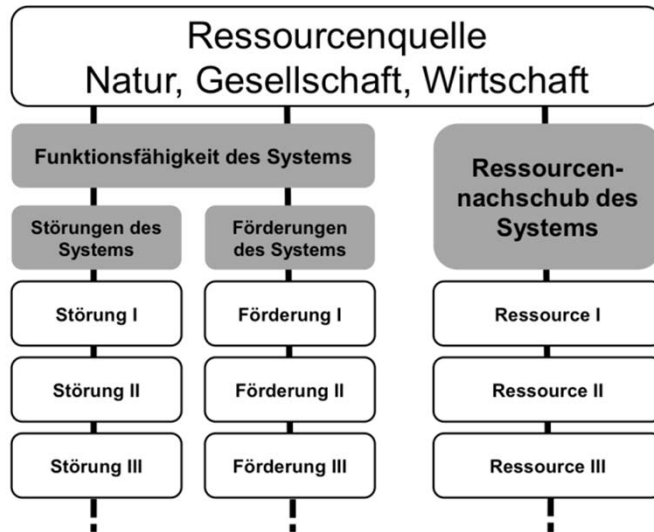 Ressourcenquelle
Natur, Gesellschaft, Wirtschaft
Funktionsfähigkeit des Systems
Störungen des
Systems
Förderungen
des Systems
Ressourcen-
nachschub des
Systems
Störung I
Förderung I
Ressource I
Störung II
Förderung II
Ressource II
Störung III
Förderung III
Ressource III